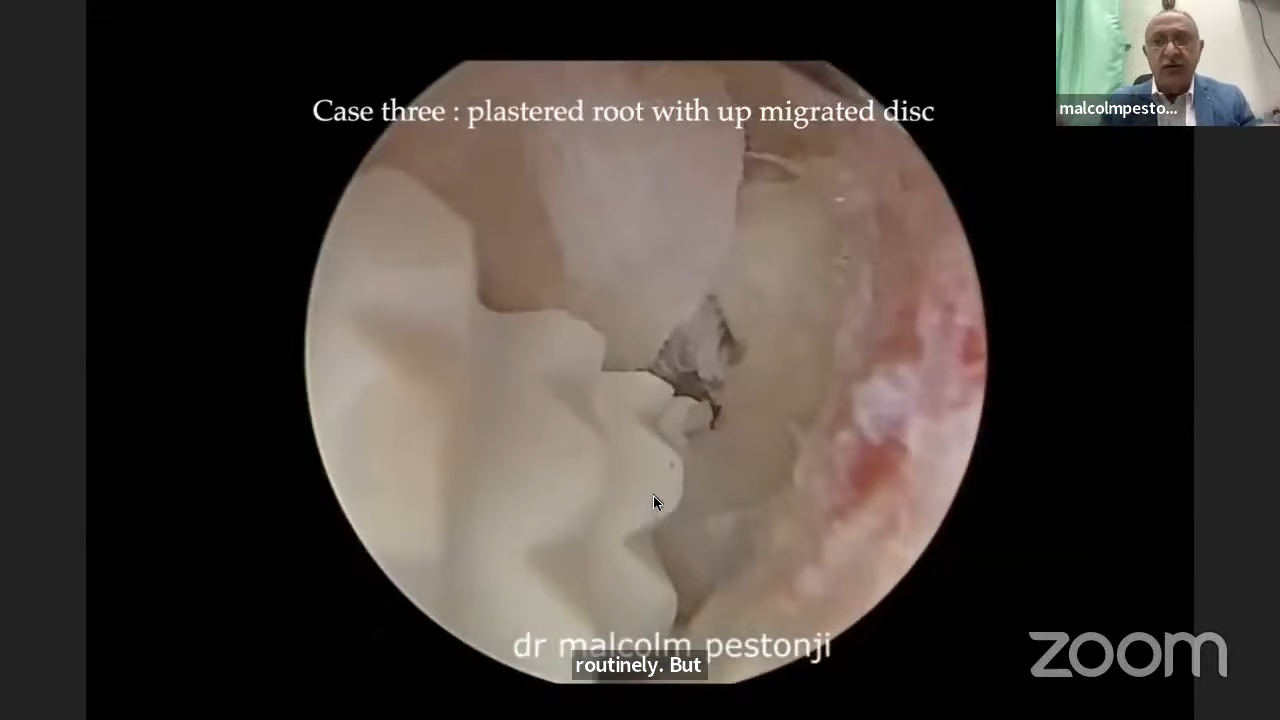 malcolmpesto...
Case three : plastered root with up migrated disc
dr malcolm pestonji
routinely. But
zoom